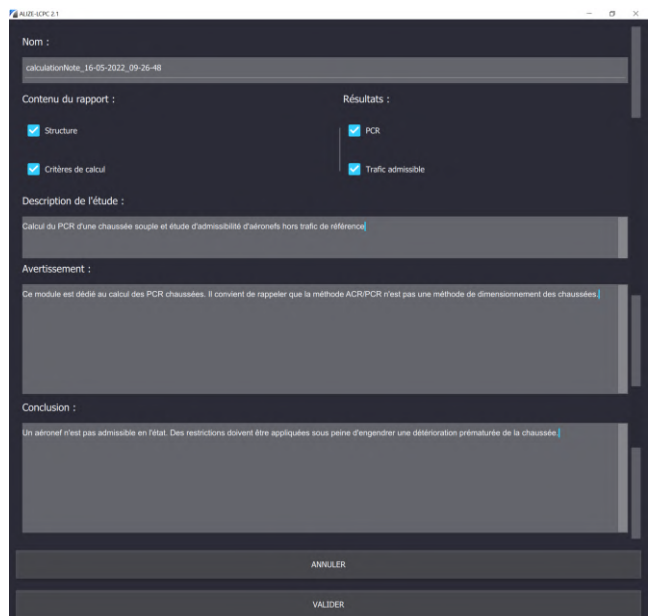 ALIZE-LCPC 2.1
Nom :
calculationNote_16-05-2022_09-26-48
Contenu du rapport :
Résultats :
Structure
PCR
Critères de calcul
Trafic admissible
Description de l'étude :
Calcul du PCR d'une chaussée souple et étude d'admissibilité d'aéronefs hors trafic de référence
Avertissement :
Ce module est dédié au calcul des PCR chaussées. Il convient de rappeler que la méthode ACR/PCR n'est pas une méthode de dimensionnement des chaussées.
Conclusion :
Un aéronef n'est pas admissible en l'état. Des restrictions doivent être appliquées sous peine d'engendrer une détérioration prématurée de la chaussée.
ANNULER
VALIDER